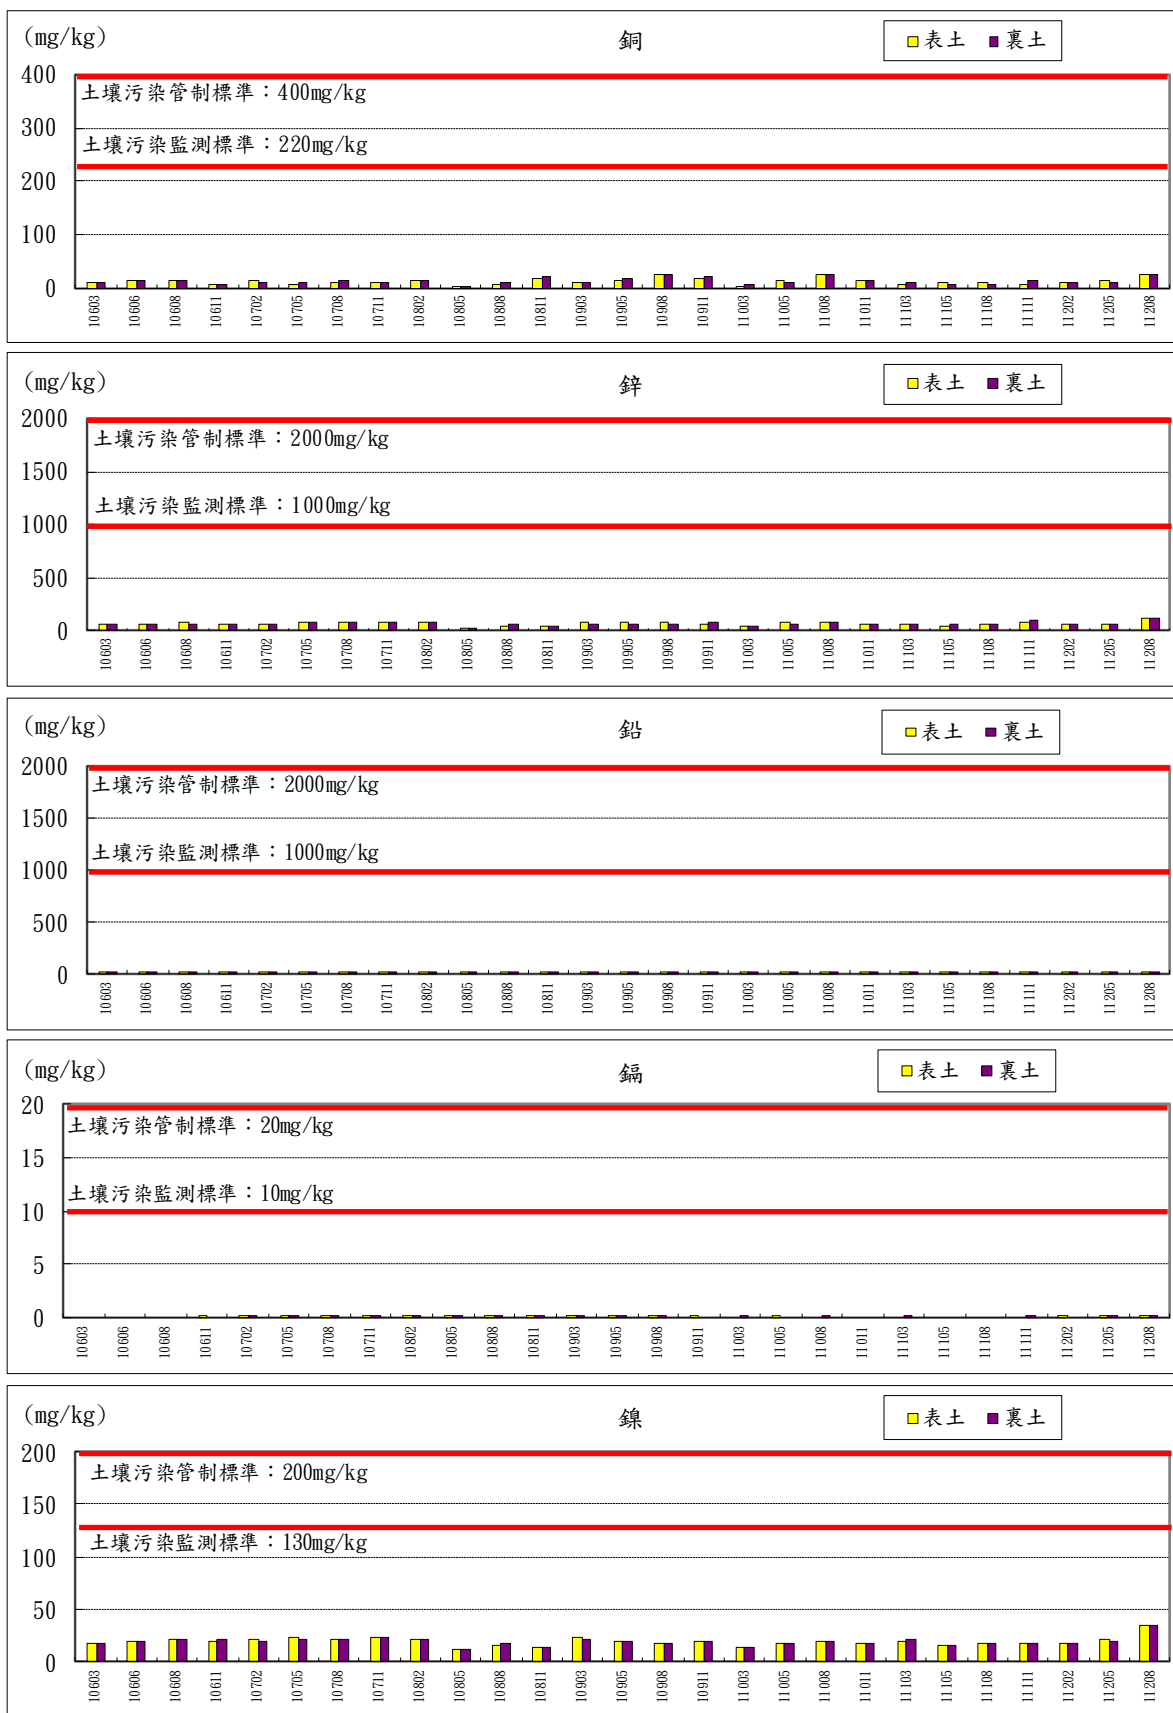 (mg/kg)
銅
表土 裏土
400
土壤污染管制標準：400mg/kg
300
土壤污染監測標準：220mg/kg
200
100
0
10603 10606 10608 10611 10702 10705 10708 10711 10802 10805 10808 10811 10903 10905 10908 10911 11003 11005 11008 11011 11103 11105 11108 11111 11202 11205 11208
(mg/kg)
鋅
表土 裏土
2000
土壤污染管制標準：2000mg/kg
1500
土壤污染監測標準：1000mg/kg
1000
500
0
10603 10606 10608 10611 10702 10705 10708 10711 10802 10805 10808 10811 10903 10905 10908 10911 11003 11005 11008 11011 11103 11105 11108 11111 11202 11205 11208
(mg/kg)
鉛
表土 裏土
2000
土壤污染管制標準：2000mg/kg
1500
土壤污染監測標準：1000mg/kg
1000
500
0
10603 10606 10608 10611 10702 10705 10708 10711 10802 10805 10808 10811 10903 10905 10908 10911 11003 11005 11008 11011 11103 11105 11108 11111 11202 11205 11208
(mg/kg)
鎘
表土 裏土
20
土壤污染管制標準：20mg/kg
15
土壤污染監測標準：10mg/kg
10
5
0
10603 10606 10608 10611 10702 10705 10708 10711 10802 10805 10808 10811 10903 10905 10908 10911 11003 11005 11008 11011 11103 11105 11108 11111 11202 11205 11208
(mg/kg)
鎳
表土 裏土
200
土壤污染管制標準：200mg/kg
150
土壤污染監測標準：130mg/kg
100
50
0
10603 10606 10608 10611 10702 10705 10708 10711 10802 10805 10808 10811 10903 10905 10908 10911 11003 11005 11008 11011 11103 11105 11108 11111 11202 11205 11208